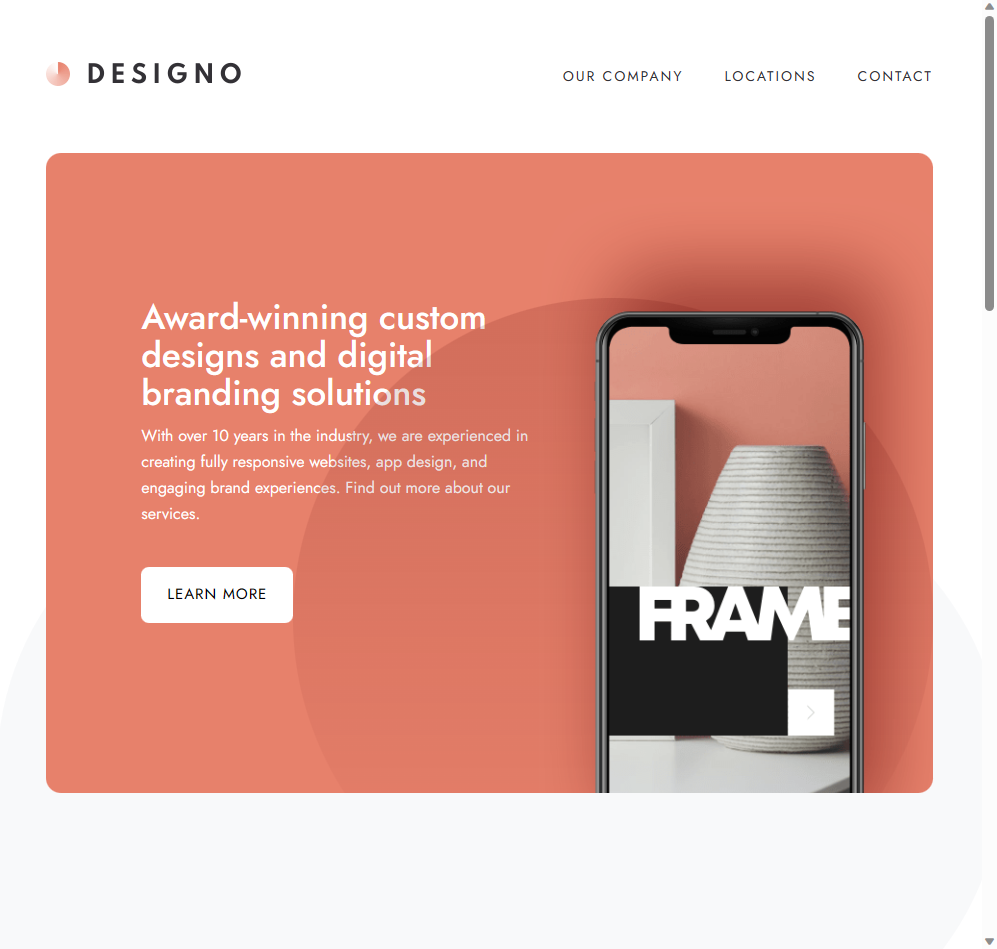 DESIGNO
OUR COMPANY
LOCATIONS
CONTACT
Award-winning custom
designs and digital
branding solutions
With over 10 years in the industry, we are experienced in
creating fully responsive websites, app design, and
engaging brand experiences. Find out more about our
services.
LEARN MORE
FRAME